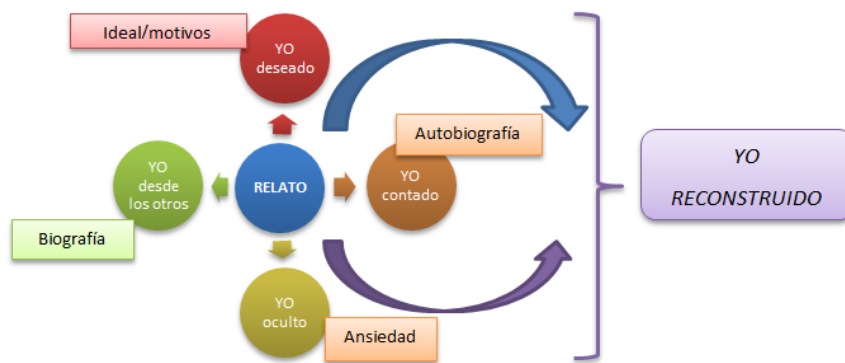 Ideal/motivos
YO
deseado
Autobiografía
YO
desde
los otros
RELATO
YO
contado
YO
RECONSTRUIDO
Biografía
YO
oculto
Ansiedad